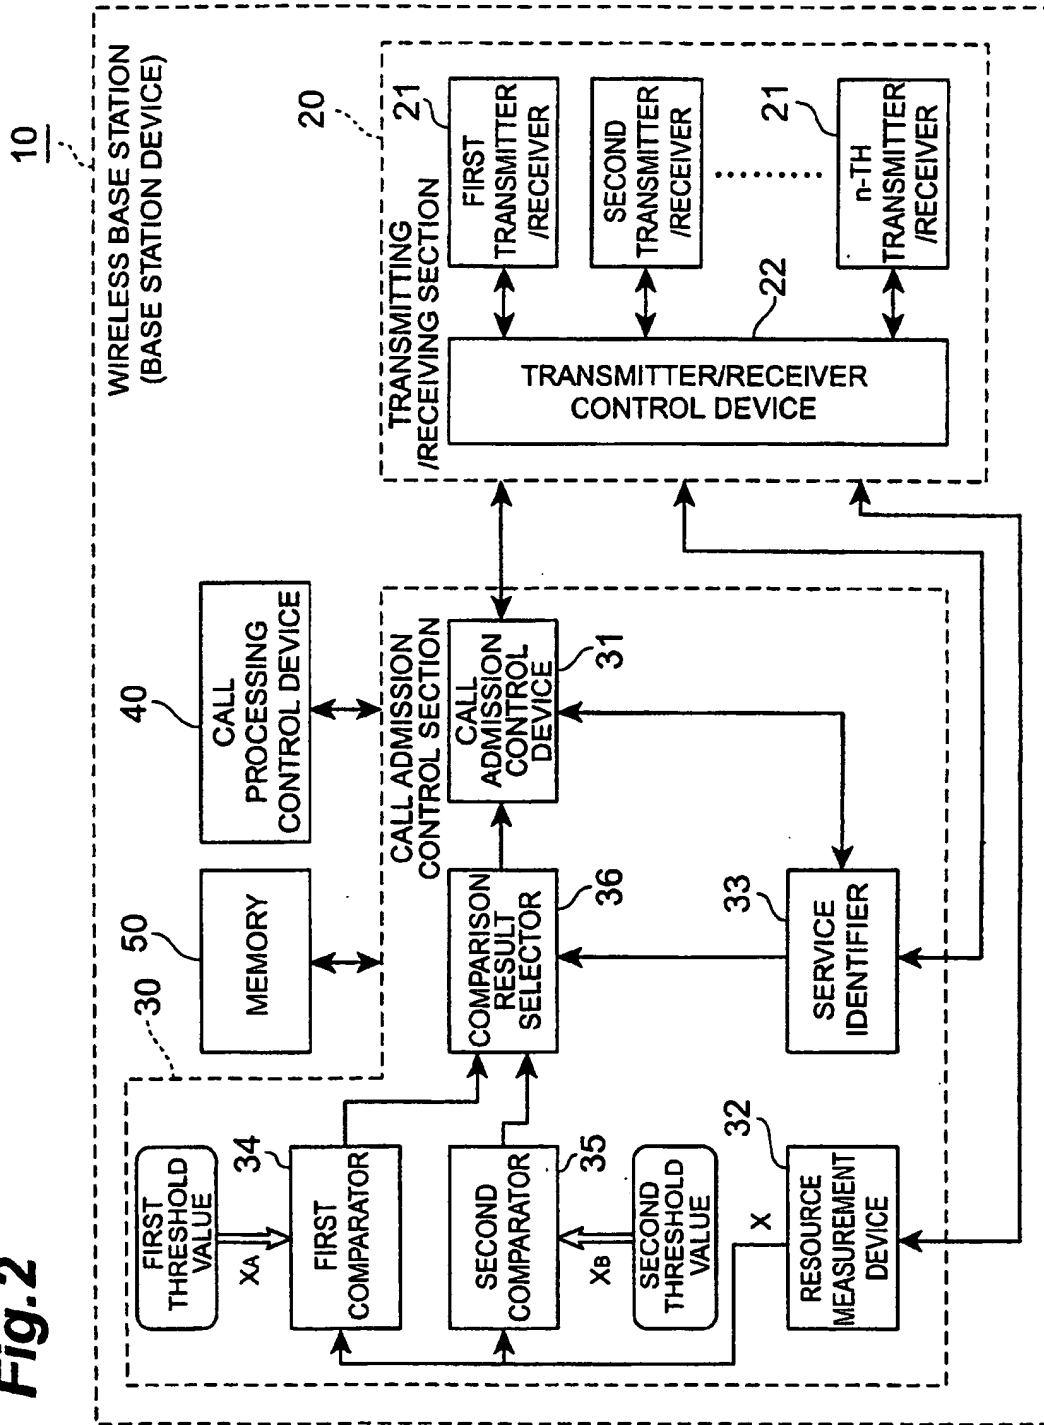 Fig.2
10
WIRELESS BASE STATION
(BASE STATION DEVICE)
20
TRANSMITTING
/RECEIVING SECTION
21
FIRST
TRANSMITTER
/RECEIVER
SECOND
TRANSMITTER
/RECEIVER
21
n-TH
TRANSMITTER
/RECEIVER
22
TRANSMITTER/RECEIVER
CONTROL DEVICE
40
CALL
PROCESSING
CONTROL DEVICE
50
MEMORY
30
CALL ADMISSION
CONTROL SECTION
CALL
ADMISSION
CONTROL
DEVICE
31
COMPARISON
RESULT
SELECTOR
36
33
SERVICE
IDENTIFIER
FIRST
THRESHOLD
VALUE
XA
34
FIRST
COMPARATOR
SECOND
COMPARATOR
35
XB
SECOND
THRESHOLD
VALUE
X
32
RESOURCE
MEASUREMENT
DEVICE